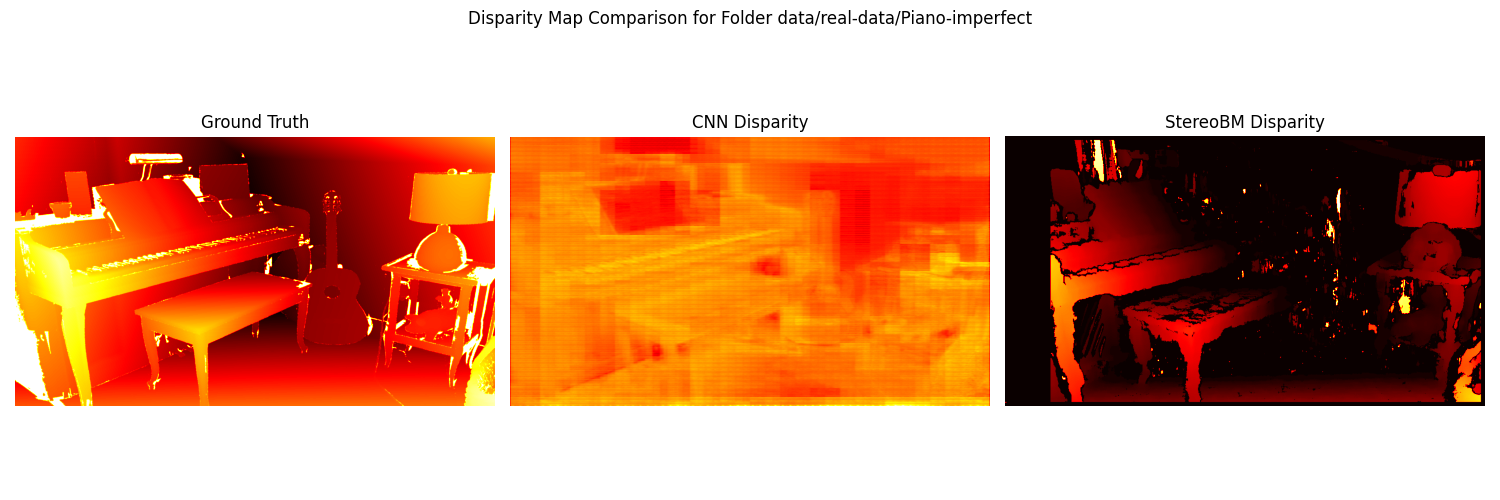 Disparity Map Comparison for Folder data/real-data/Piano-imperfect
Ground Truth
CNN Disparity
StereoBM Disparity